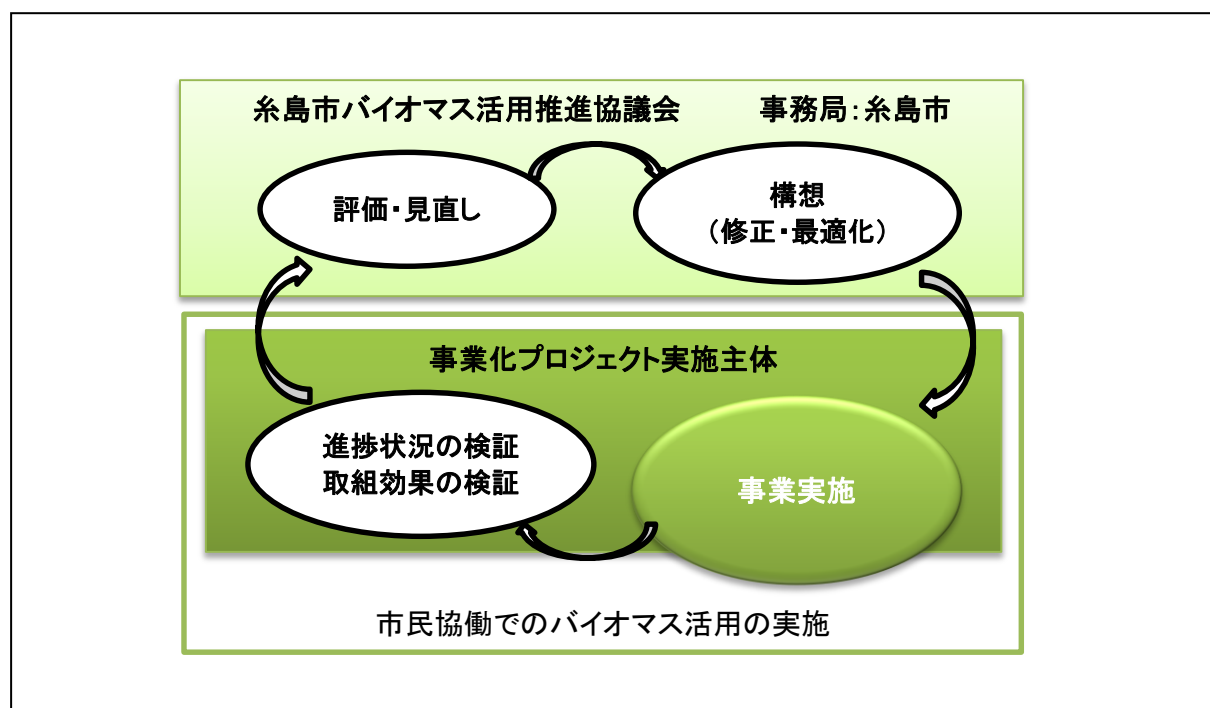 糸島市バイオマス活用推進協議会 事務局：糸島市
評価・見直し
構想
（修正・最適化）
事業化プロジェクト実施主体
進捗状況の検証
取組効果の検証
事業実施
市民協働でのバイオマス活用の実施